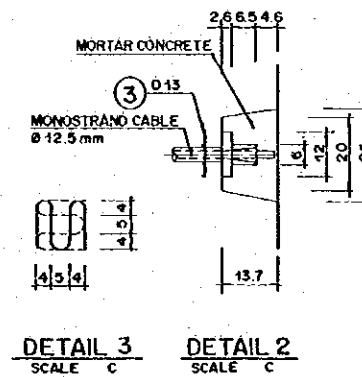 2.6 6.5 4.6
MORTAR CONCRETE
3 D 13
MONOSTRAND CABLE
Ø 12.5 mm
6 12 20
4 5 4
4 5 4
13.7
DETAIL 3
SCALE C
DETAIL 2
SCALE C